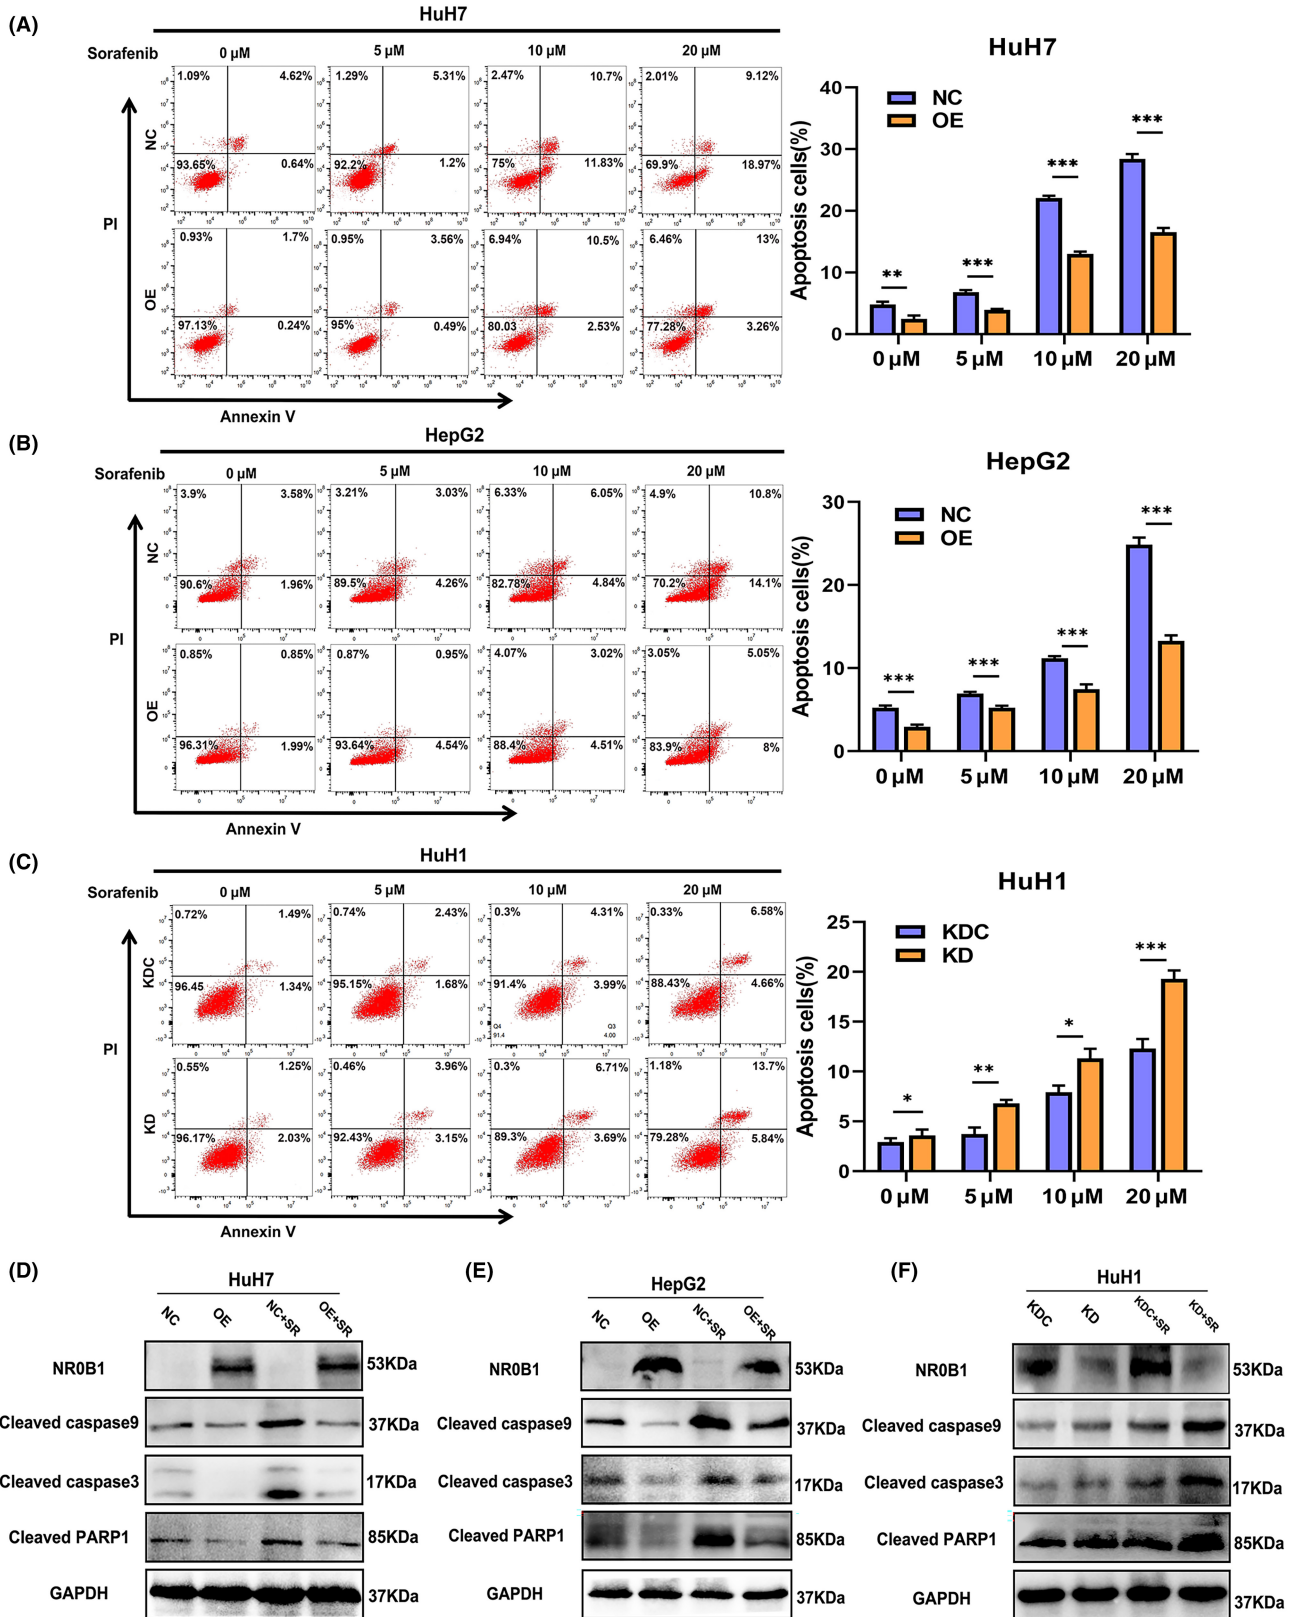 (A)
HuH7
Sorafenib 0 μM 5 μM 10 μM 20 μM
NC
1.09% 4.62% 1.29% 5.31% 2.47% 10.7% 2.01% 9.12%
93.65% 0.64% 92.2% 1.2% 75% 11.83% 69.9% 18.97%
PI
OE
0.93% 1.7% 0.95% 3.56% 6.94% 10.5% 6.46% 13%
97.13% 0.24% 95% 0.49% 80.03 2.53% 77.28% 3.26%
Annexin V
HuH7
NC
OE
Apoptosis cells(%)
40
30
20
10
0
** *** *** ***
0 μM 5 μM 10 μM 20 μM
(B)
HepG2
Sorafenib 0 μM 5 μM 10 μM 20 μM
NC
3.9% 3.58% 3.21% 3.03% 6.33% 6.05% 4.9% 10.8%
90.6% 1.96% 89.5% 4.26% 82.78% 4.84% 70.2% 14.1%
PI
OE
0.85% 0.85% 0.87% 0.95% 4.07% 3.02% 3.05% 5.05%
96.31% 1.99% 93.64% 4.54% 88.4% 4.51% 83.9% 8%
Annexin V
HepG2
NC
OE
Apoptosis cells(%)
30
20
10
0
*** *** *** ***
0 μM 5 μM 10 μM 20 μM
(C)
HuH1
Sorafenib 0 μM 5 μM 10 μM 20 μM
KDC
0.72% 1.49% 0.74% 2.43% 0.3% 4.31% 0.33% 6.58%
96.45 1.34% 95.15% 1.68% 91.4% 3.99% 88.43% 4.66%
Q4 Q3
91.4 4.00
PI
KD
0.55% 1.25% 0.46% 3.96% 0.3% 6.71% 1.18% 13.7%
96.17% 2.03% 92.43% 3.15% 89.3% 3.69% 79.28% 5.84%
Annexin V
HuH1
KDC
KD
Apoptosis cells(%)
25
20
15
10
5
0
* ** * ***
0 μM 5 μM 10 μM 20 μM
(D)
HuH7
NC OE NC+SR OE+SR
NR0B1 53KDa
Cleaved caspase9 37KDa
Cleaved caspase3 17KDa
Cleaved PARP1 85KDa
GAPDH 37KDa
(E)
HepG2
NC OE NC+SR OE+SR
NR0B1 53KDa
Cleaved caspase9 37KDa
Cleaved caspase3 17KDa
Cleaved PARP1 85KDa
GAPDH 37KDa
(F)
HuH1
KDC KD KDC+SR KD+SR
NR0B1 53KDa
Cleaved caspase9 37KDa
Cleaved caspase3 17KDa
Cleaved PARP1 85KDa
GAPDH 37KDa